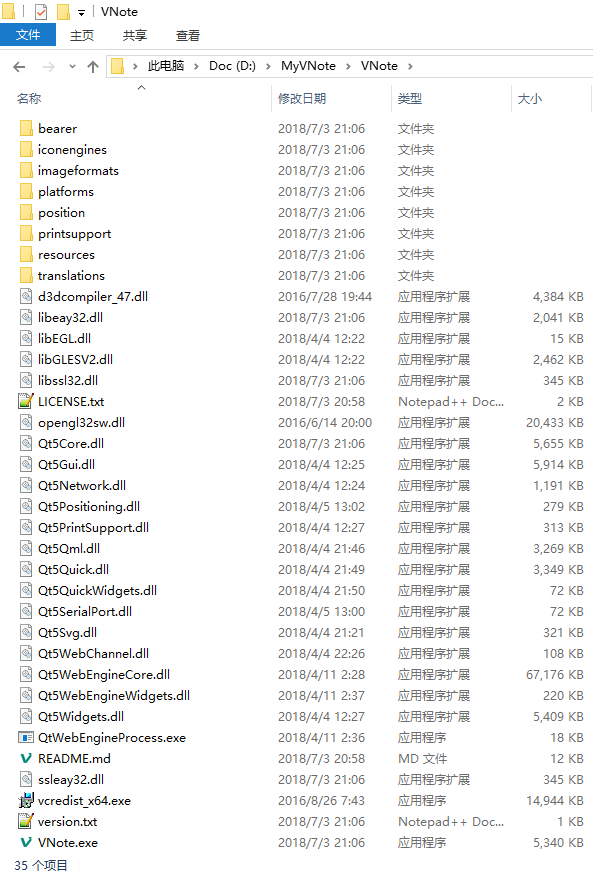 VNote
文件 主页 共享 查看
此电脑 Doc (D:) MyVNote VNote
名称 修改日期 类型 大小
bearer 2018/7/3 21:06 文件夹
iconengines 2018/7/3 21:06 文件夹
imageformats 2018/7/3 21:06 文件夹
platforms 2018/7/3 21:06 文件夹
position 2018/7/3 21:06 文件夹
printsupport 2018/7/3 21:06 文件夹
resources 2018/7/3 21:06 文件夹
translations 2018/7/3 21:06 文件夹
d3dcompiler_47.dll 2016/7/28 19:44 应用程序扩展 4,384 KB
libeay32.dll 2018/7/3 21:06 应用程序扩展 2,041 KB
libEGL.dll 2018/4/4 12:22 应用程序扩展 15 KB
libGLESV2.dll 2018/4/4 12:22 应用程序扩展 2,462 KB
libssl32.dll 2018/7/3 21:06 应用程序扩展 345 KB
LICENSE.txt 2018/7/3 20:58 Notepad++ Doc... 2 KB
opengl32sw.dll 2016/6/14 20:00 应用程序扩展 20,433 KB
Qt5Core.dll 2018/7/3 21:06 应用程序扩展 5,655 KB
Qt5Gui.dll 2018/4/4 12:25 应用程序扩展 5,914 KB
Qt5Network.dll 2018/4/4 12:24 应用程序扩展 1,191 KB
Qt5Positioning.dll 2018/4/5 13:02 应用程序扩展 279 KB
Qt5PrintSupport.dll 2018/4/4 12:27 应用程序扩展 313 KB
Qt5Qml.dll 2018/4/4 21:46 应用程序扩展 3,269 KB
Qt5Quick.dll 2018/4/4 21:49 应用程序扩展 3,349 KB
Qt5QuickWidgets.dll 2018/4/4 21:50 应用程序扩展 72 KB
Qt5SerialPort.dll 2018/4/5 13:00 应用程序扩展 72 KB
Qt5Svg.dll 2018/4/4 21:21 应用程序扩展 321 KB
Qt5WebChannel.dll 2018/4/4 22:26 应用程序扩展 108 KB
Qt5WebEngineCore.dll 2018/4/11 2:28 应用程序扩展 67,176 KB
Qt5WebEngineWidgets.dll 2018/4/11 2:37 应用程序扩展 220 KB
Qt5Widgets.dll 2018/4/4 12:27 应用程序扩展 5,409 KB
QtWebEngineProcess.exe 2018/4/11 2:36 应用程序 18 KB
README.md 2018/7/3 20:58 MD 文件 12 KB
ssleay32.dll 2018/7/3 21:06 应用程序扩展 345 KB
vcredist_x64.exe 2016/8/26 7:43 应用程序 14,944 KB
version.txt 2018/7/3 21:06 Notepad++ Doc... 1 KB
VNote.exe 2018/7/3 21:06 应用程序 5,340 KB
35 个项目